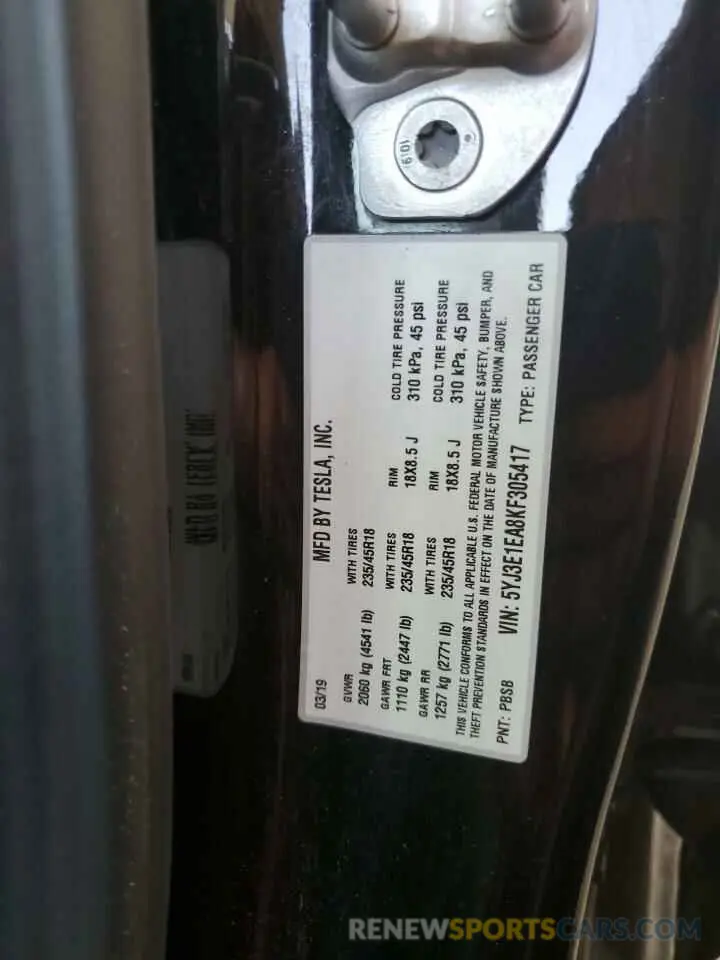 1019
MFD BY TESLA, INC.
03/19
GVWR WITH TIRES
2060 kg (4541 lb) 235/45R18
GAWR FRT WITH TIRES RIM COLD TIRE PRESSURE
1110 kg (2447 lb) 235/45R18 18X8.5 J 310 kPa, 45 psi
GAWR RR WITH TIRES RIM COLD TIRE PRESSURE
1257 kg (2771 lb) 235/45R18 18X8.5 J 310 kPa, 45 psi
THIS VEHICLE CONFORMS TO ALL APPLICABLE U.S. FEDERAL MOTOR VEHICLE SAFETY, BUMPER, AND
THEFT PREVENTION STANDARDS IN EFFECT ON THE DATE OF MANUFACTURE SHOWN ABOVE.
PNT: PBSB VIN: 5YJ3E1EA8KF305417 TYPE: PASSENGER CAR
RENEWSPORTSCARS.COM